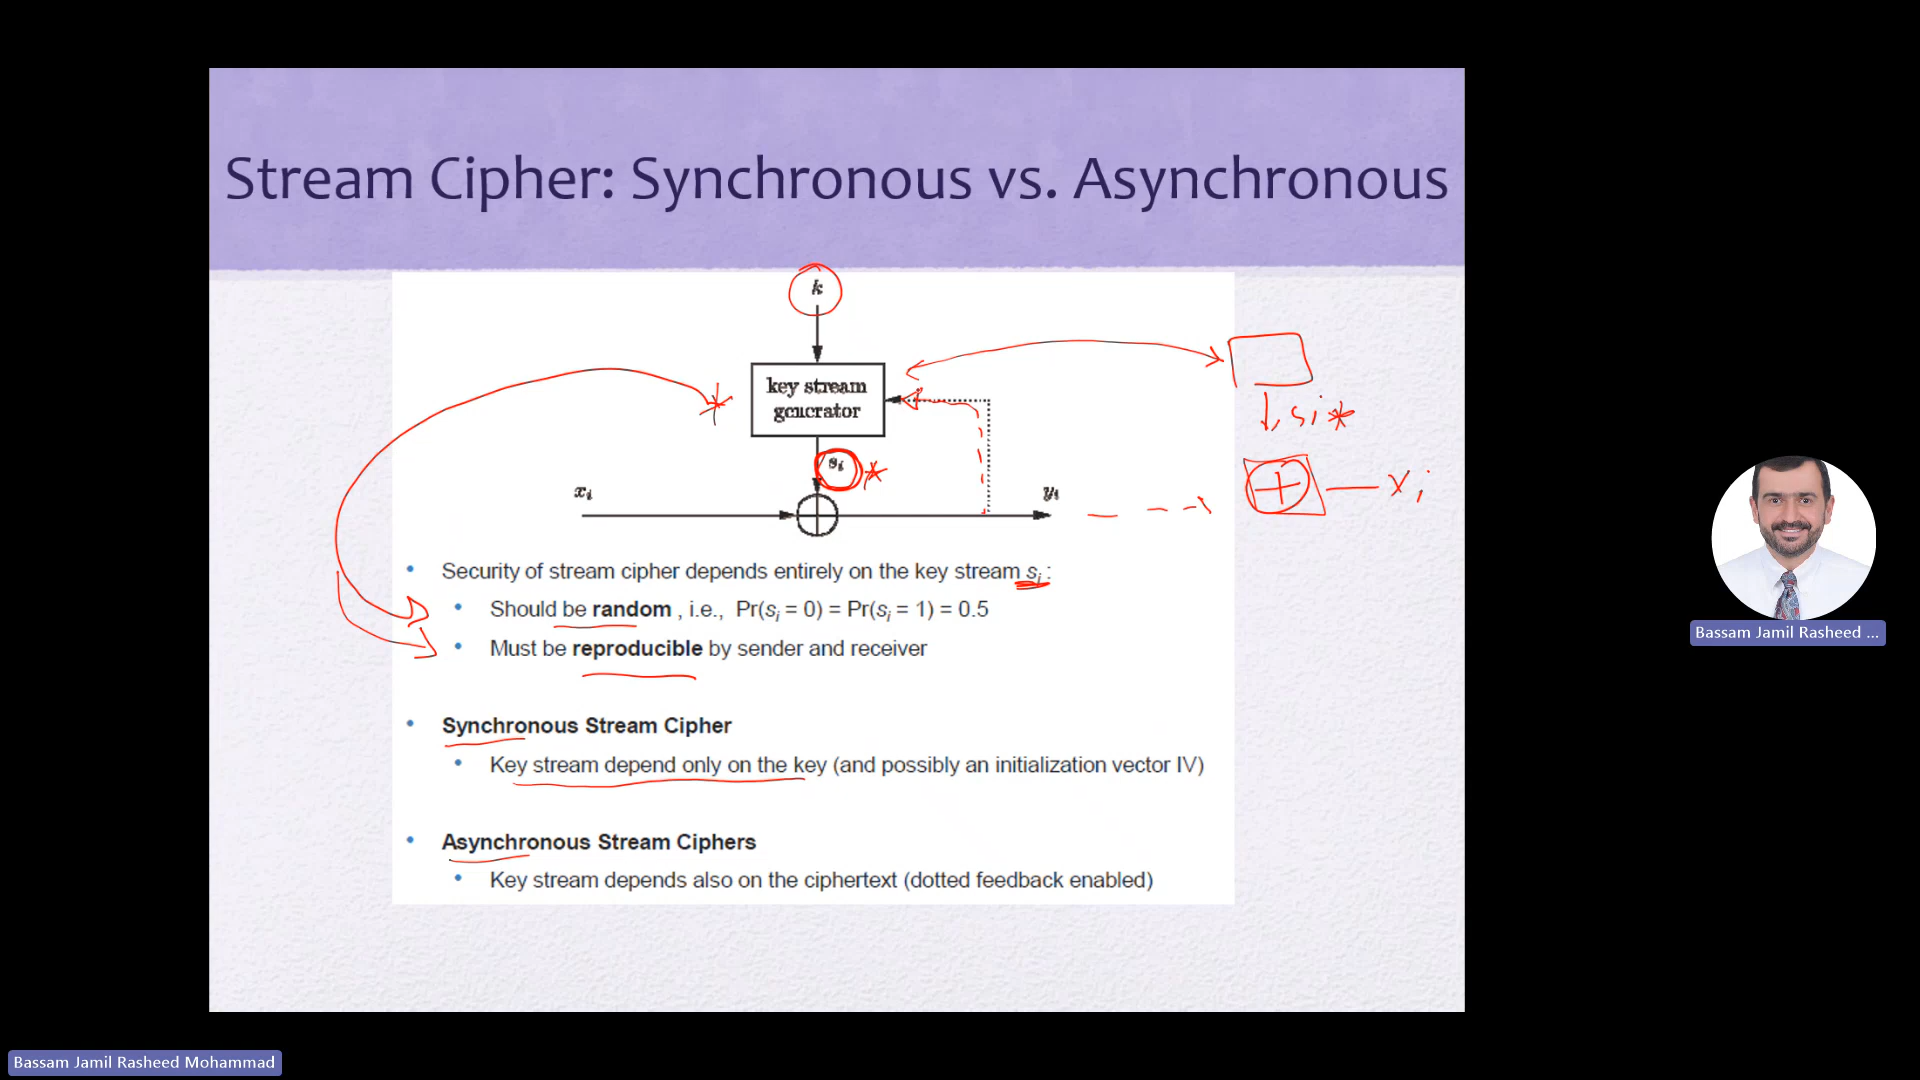 Stream Cipher: Synchronous vs. Asynchronous
k
key stream
generator
si *
si
*
xi
yi
xi
• Security of stream cipher depends entirely on the key stream si :
• Should be random , i.e., Pr(si = 0) = Pr(si = 1) = 0.5
• Must be reproducible by sender and receiver
• Synchronous Stream Cipher
• Key stream depend only on the key (and possibly an initialization vector IV)
• Asynchronous Stream Ciphers
• Key stream depends also on the ciphertext (dotted feedback enabled)
Bassam Jamil Rasheed ...
Bassam Jamil Rasheed Mohammad